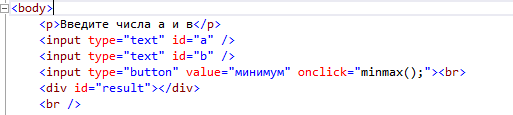 <body>
<p>Введите числа а и в</p>
<input type="text" id="a" />
<input type="text" id="b" />
<input type="button" value="минимум" onclick="minmax();"><br>
<div id="result"></div>
<br />